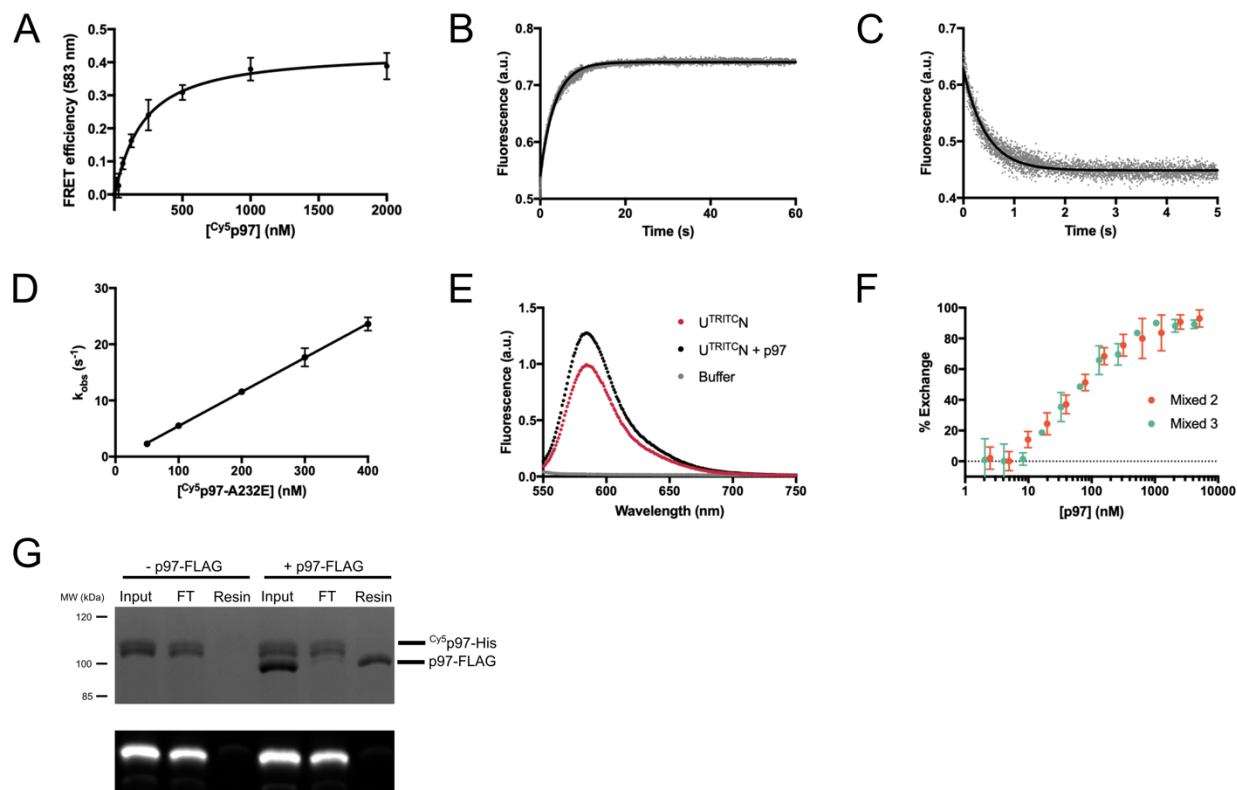 A
FRET efficiency (583 nm)
0.5
0.4
0.3
0.2
0.1
0.0
500
1000
1500
2000
[Cy5p97] (nM)
B
Fluorescence (a.u.)
0.8
0.7
0.6
0.5
0
20
40
60
Time (s)
C
Fluorescence (a.u.)
0.7
0.6
0.5
0.4
0
1
2
3
4
5
Time (s)
D
kobs (s-1)
30
20
10
0
100
200
300
400
[Cy5p97-A232E] (nM)
E
Fluorescence (a.u.)
1.5
1.0
0.5
0.0
550
600
650
700
750
Wavelength (nm)
UTRITCN
UTRITCN + p97
Buffer
F
% Exchange
100
80
60
40
20
0
1
10
100
1000
10000
[p97] (nM)
Mixed 2
Mixed 3
G
- p97-FLAG
+ p97-FLAG
MW (kDa)
Input FT Resin Input FT Resin
120
100
85
Cy5p97-His
p97-FLAG